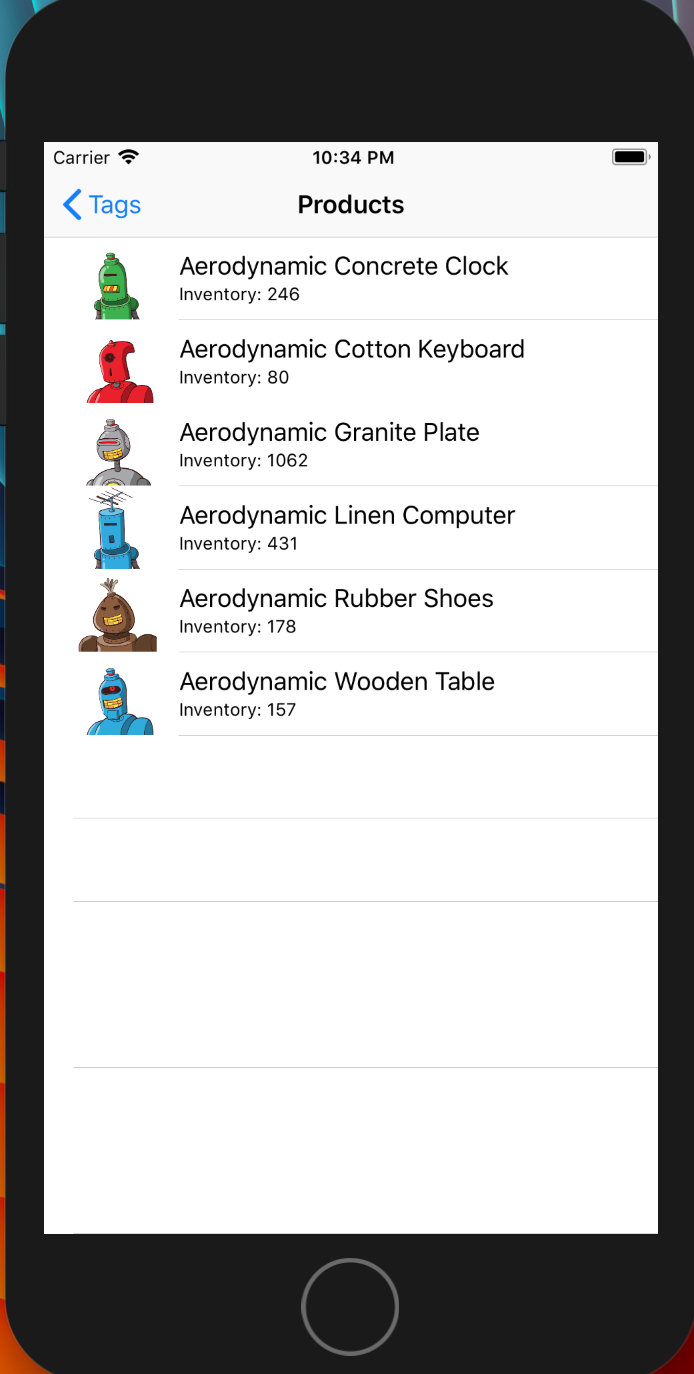 Carrier 10:34 PM
Tags Products
Aerodynamic Concrete Clock
Inventory: 246
Aerodynamic Cotton Keyboard
Inventory: 80
Aerodynamic Granite Plate
Inventory: 1062
Aerodynamic Linen Computer
Inventory: 431
Aerodynamic Rubber Shoes
Inventory: 178
Aerodynamic Wooden Table
Inventory: 157